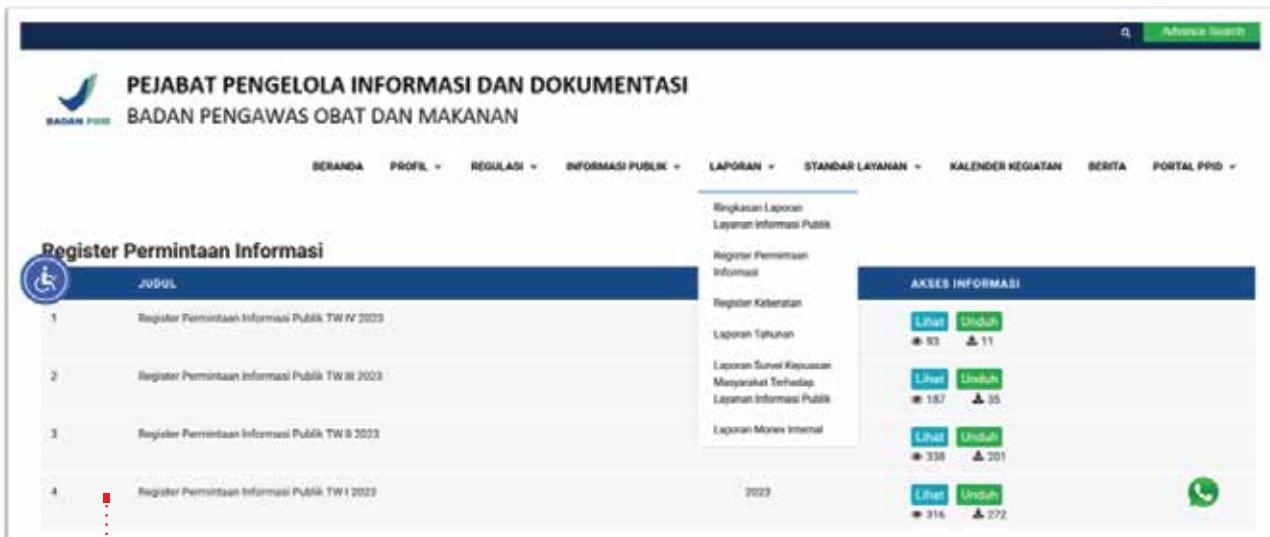 Advance Search
PEJABAT PENGELOLA INFORMASI DAN DOKUMENTASI
BADAN POM
BADAN PENGAWAS OBAT DAN MAKANAN
BERANDA PROFIL REGULASI INFORMASI PUBLIK LAPORAN STANDAR LAYANAN KALENDER KEGIATAN BERITA PORTAL PPID
Ringkasan Laporan
Layanan Informasi Publik
Register Permintaan
Informasi
Register Keberatan
Laporan Tahunan
Laporan Survei Kepuasan
Masyarakat Terhadap
Layanan Informasi Publik
Laporan Monev Internal
Register Permintaan Informasi
JUDUL AKSES INFORMASI
1 Register Permintaan Informasi Publik TW IV 2023 Lihat Unduh
93 11
2 Register Permintaan Informasi Publik TW III 2023 Lihat Unduh
187 35
3 Register Permintaan Informasi Publik TW II 2023 Lihat Unduh
338 201
4 Register Permintaan Informasi Publik TW I 2023 2023 Lihat Unduh
316 272